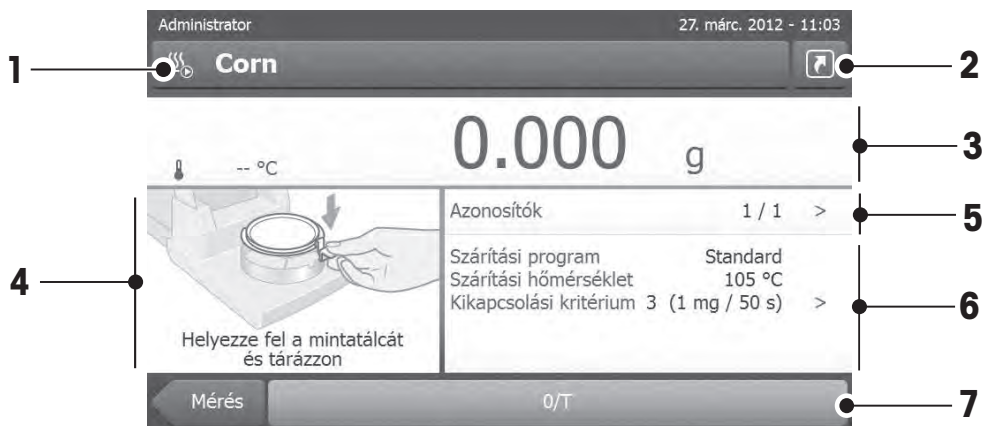 Administrator 27. márc. 2012 - 11:03
1 Corn 2
0.000 g 3
-- °C
Azonosítók 1 / 1 > 5
4
Szárítási program Standard
Szárítási hőmérséklet 105 °C
Kikapcsolási kritérium 3 (1 mg / 50 s) > 6
Helyezze fel a mintatálcát
és tárázzon
Mérés 0/T 7